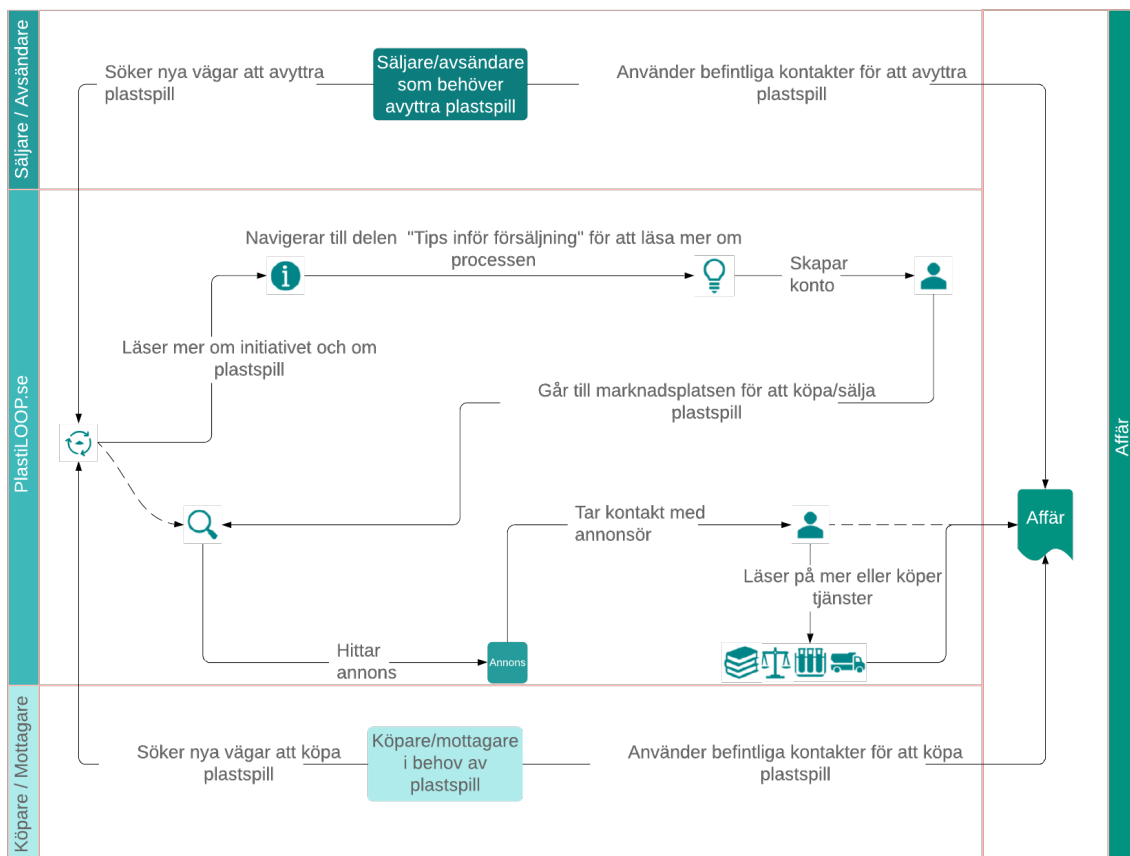 Säljare / Avsändare
Söker nya vägar att avyttra
plastspill
Säljare/avsändare
som behöver
avyttra plastspill
Använder befintliga kontakter för att avyttra
plastspill
PlastiLOOP.se
Navigerar till delen "Tips inför försäljning" för att läsa mer om
processen
Skapar
konto
Läser mer om initiativet och om
plastspill
Går till marknadsplatsen för att köpa/sälja
plastspill
Tar kontakt med
annonsör
Läser på mer eller köper
tjänster
Hittar
annons
Annons
Affär
Affär
Köpare / Mottagare
Söker nya vägar att köpa
plastspill
Köpare/mottagare
i behov av
plastspill
Använder befintliga kontakter för att köpa
plastspill